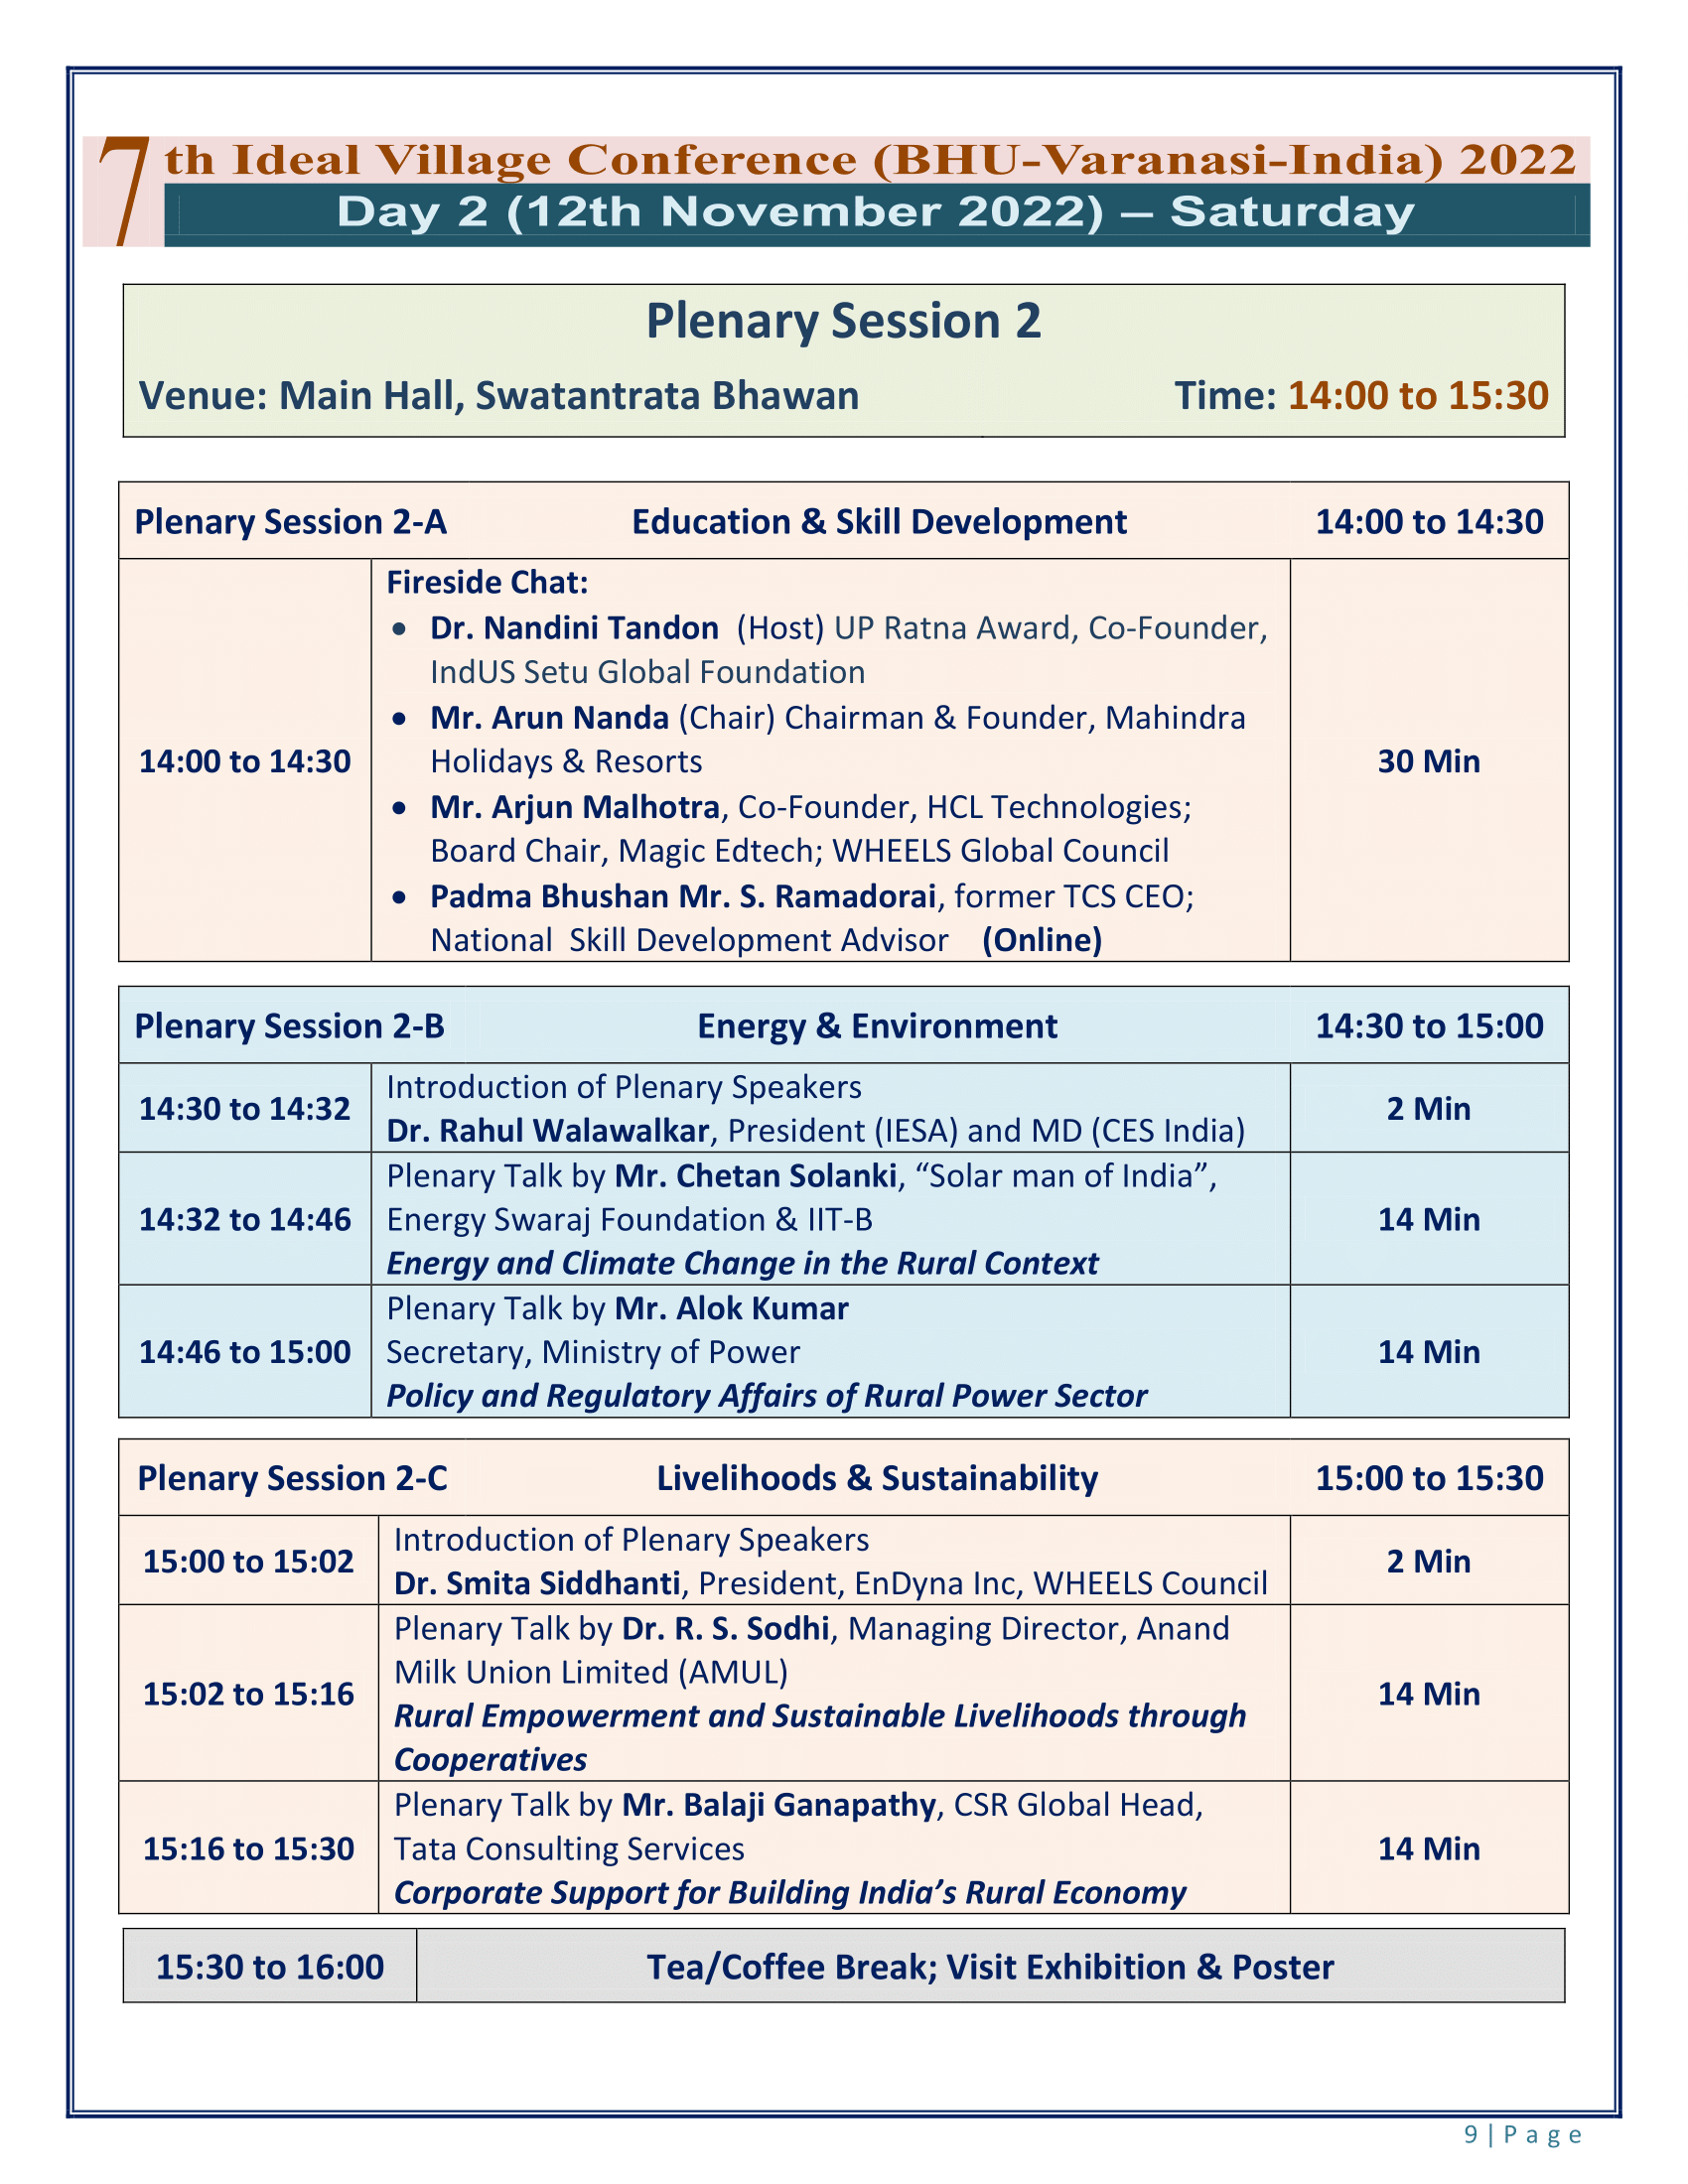 7th Ideal Village Conference (BHU-Varanasi-India) 2022
Day 2 (12th November 2022) – Saturday
Plenary Session 2
Venue: Main Hall, Swatantrata Bhawan Time: 14:00 to 15:30
Plenary Session 2-A Education & Skill Development 14:00 to 14:30
Fireside Chat:
• Dr. Nandini Tandon (Host) UP Ratna Award, Co-Founder,
IndUS Setu Global Foundation
• Mr. Arun Nanda (Chair) Chairman & Founder, Mahindra
Holidays & Resorts
14:00 to 14:30 30 Min
• Mr. Arjun Malhotra, Co-Founder, HCL Technologies;
Board Chair, Magic Edtech; WHEELS Global Council
• Padma Bhushan Mr. S. Ramadorai, former TCS CEO;
National Skill Development Advisor (Online)
Plenary Session 2-B Energy & Environment 14:30 to 15:00
14:30 to 14:32
Introduction of Plenary Speakers
Dr. Rahul Walawalkar, President (IESA) and MD (CES India)
2 Min
14:32 to 14:46
Plenary Talk by Mr. Chetan Solanki, “Solar man of India”,
Energy Swaraj Foundation & IIT-B
Energy and Climate Change in the Rural Context
14 Min
14:46 to 15:00
Plenary Talk by Mr. Alok Kumar
Secretary, Ministry of Power
Policy and Regulatory Affairs of Rural Power Sector
14 Min
Plenary Session 2-C Livelihoods & Sustainability 15:00 to 15:30
15:00 to 15:02
Introduction of Plenary Speakers
Dr. Smita Siddhanti, President, EnDyna Inc, WHEELS Council
2 Min
15:02 to 15:16
Plenary Talk by Dr. R. S. Sodhi, Managing Director, Anand
Milk Union Limited (AMUL)
Rural Empowerment and Sustainable Livelihoods through
Cooperatives
14 Min
15:16 to 15:30
Plenary Talk by Mr. Balaji Ganapathy, CSR Global Head,
Tata Consulting Services
Corporate Support for Building India’s Rural Economy
14 Min
15:30 to 16:00 Tea/Coffee Break; Visit Exhibition & Poster
9 | Page